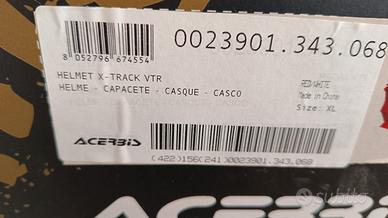 8 052796 674554
0023901.343.068
HELMET X-TRACK VTR
HELME - CAPACETE - CASQUE - CASCO
RED/WHITE
Made in China
Size: XL
ACERBIS
(422)156(241)0023901.343.068
ACERBIS
subito